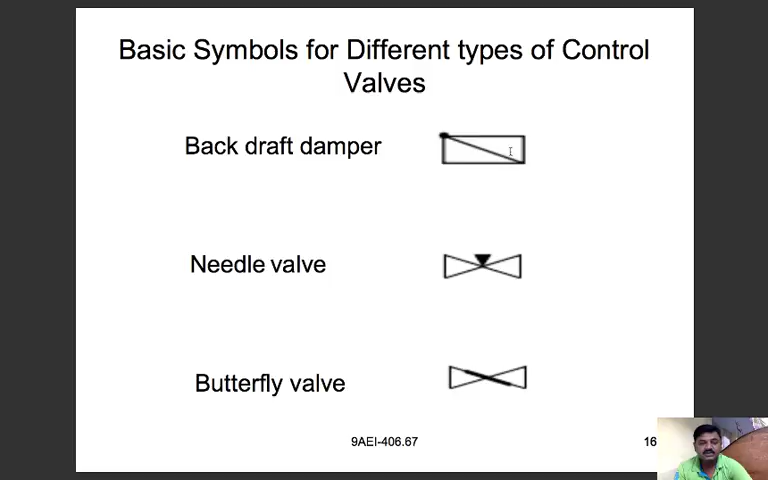 Basic Symbols for Different types of Control
Valves
Back draft damper
Needle valve
Butterfly valve
9AEI-406.67
16